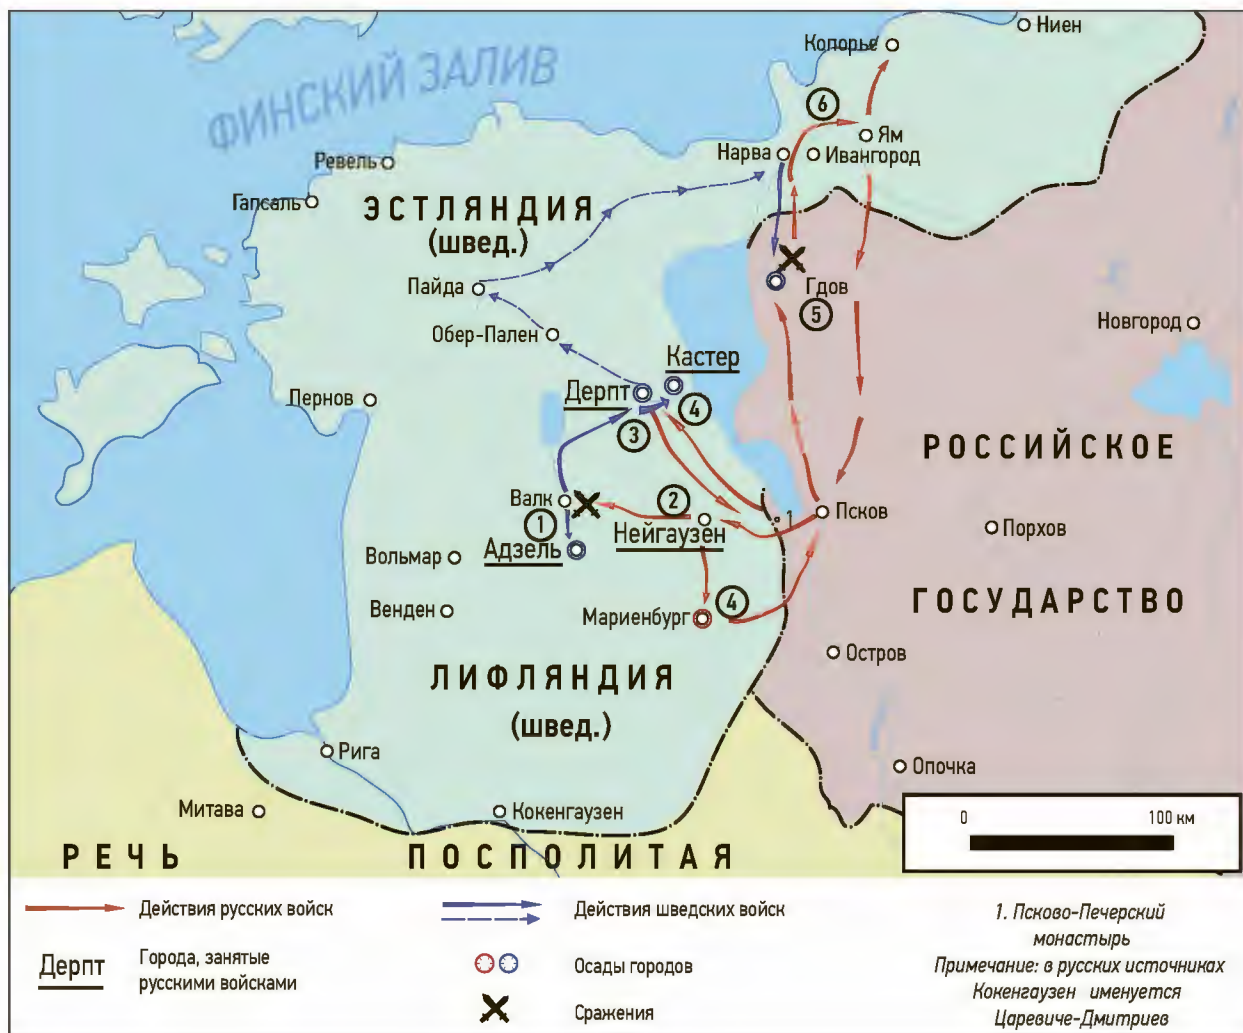 Ниен
Копорье
ФИНСКИЙ ЗАЛИВ
6
Ям
Нарва
Ивангород
Ревель
Гапсаль
ЭСТЛЯНДИЯ
(швед.)
Пайда
Гдов
5
Новгород
Обер-Пален
Кастер
Дерпт
4
Пернов
3
РОССИЙСКОЕ
Валк
2
1
Псков
1
Нейгаузен
Порхов
Адзель
Вольмар
Венден
4
ГОСУДАРСТВО
Мариенбург
Остров
ЛИФЛЯНДИЯ
(швед.)
Рига
Опочка
Митава
Кокенгаузен
0 100 км
РЕЧЬ ПОСПОЛИТАЯ
Действия русских войск
Действия шведских войск
Дерпт
Города, занятые
русскими войсками
Осады городов
Сражения
1. Псково-Печерский
монастырь
Примечание: в русских источниках
Кокенгаузен именуется
Царевиче-Дмитриев